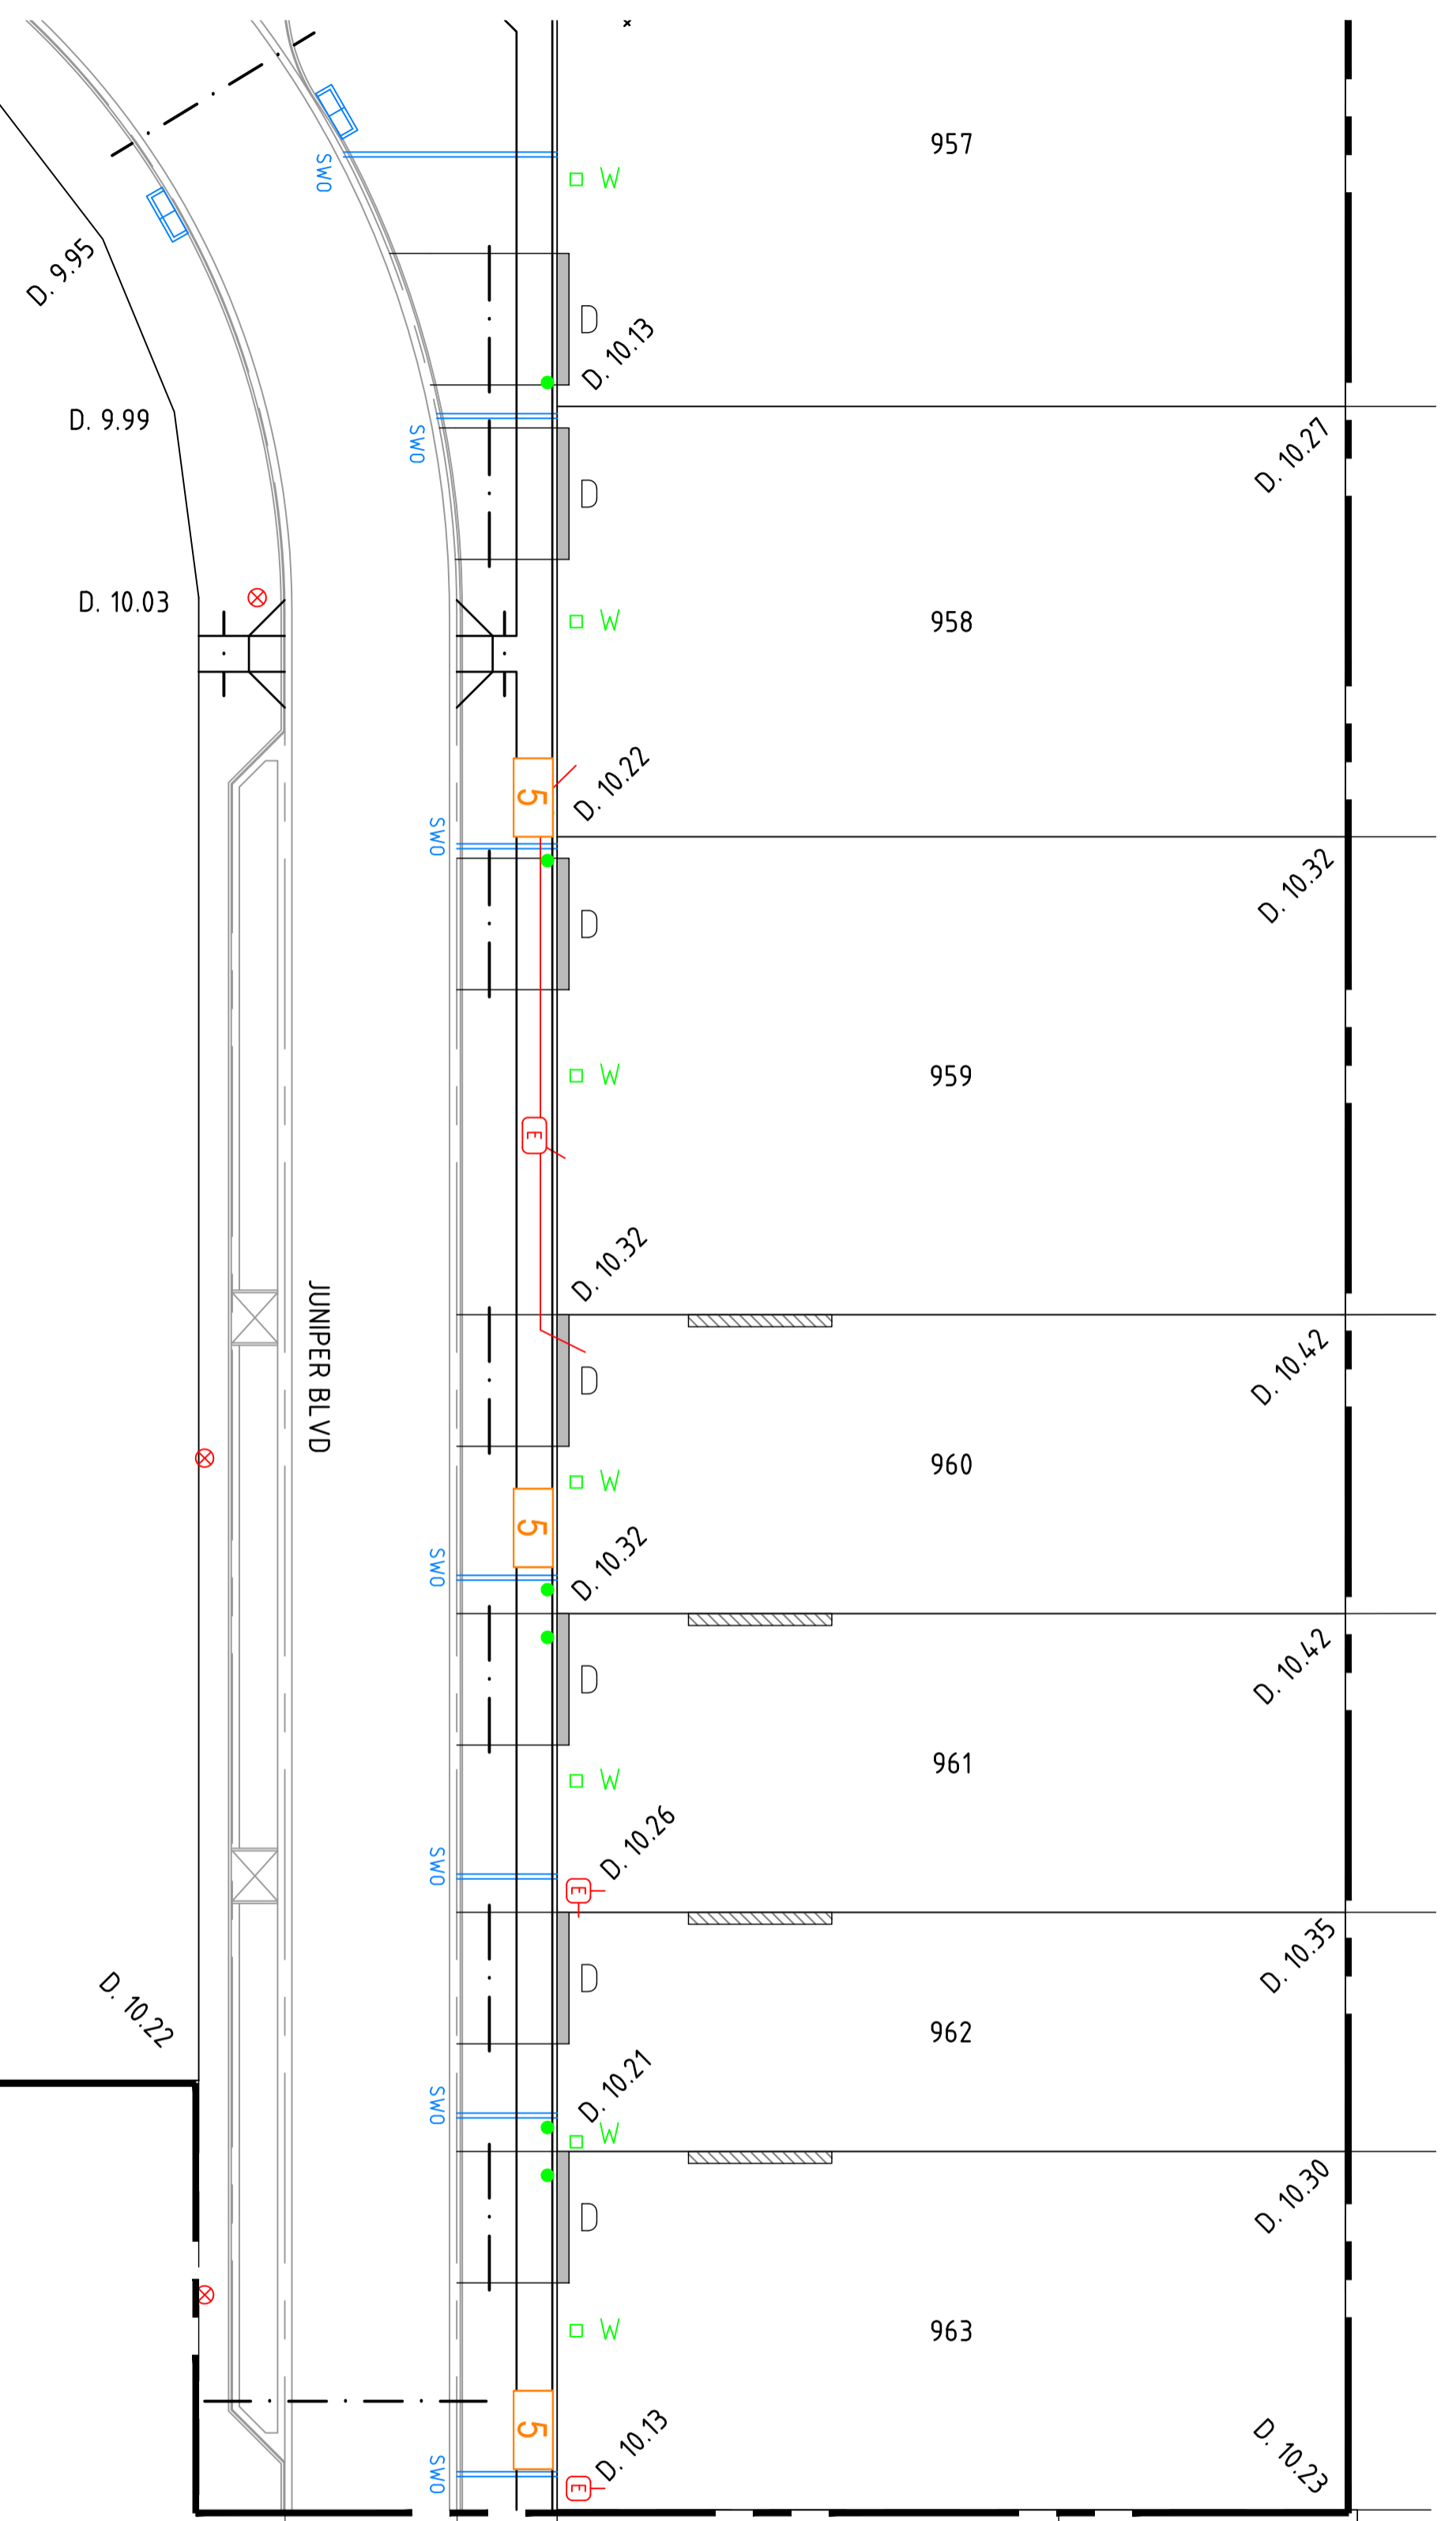 957
SWO
W
D. 9.95
D
D. 10.13
D. 9.99
SWO
D. 10.27
D
D. 10.03
W
958
5
D. 10.22
SWO
D. 10.32
D
W
959
E
D. 10.32
JUNIPER BLVD
D. 10.42
D
W
960
5
D. 10.32
SWO
D. 10.42
D
961
W
D. 10.26
SWO
E
D. 10.35
D
D. 10.22
962
D. 10.21
SWO
W
D. 10.30
D
W
963
5
D. 10.13
SWO
E
D. 10.23